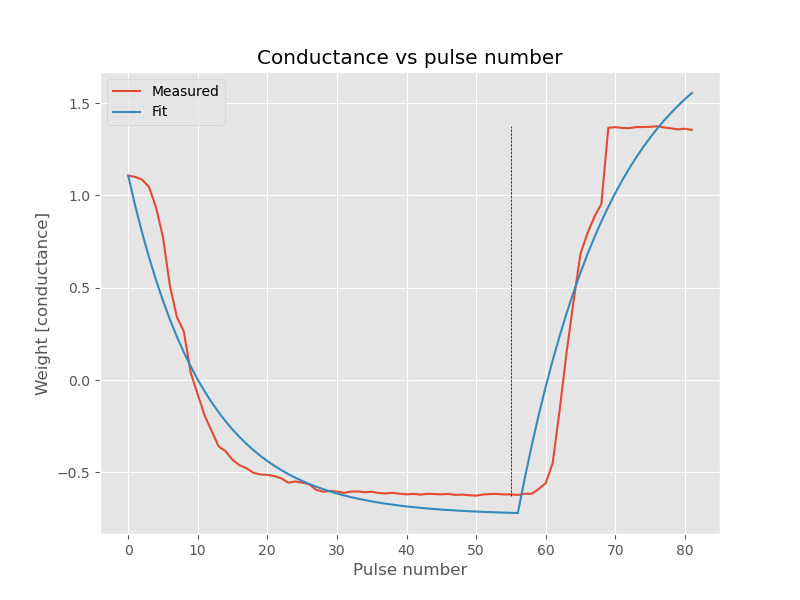 Conductance vs pulse number
Measured
Fit
1.5
1.0
0.5
0.0
−0.5
Weight [conductance]
0 10 20 30 40 50 60 70 80
Pulse number